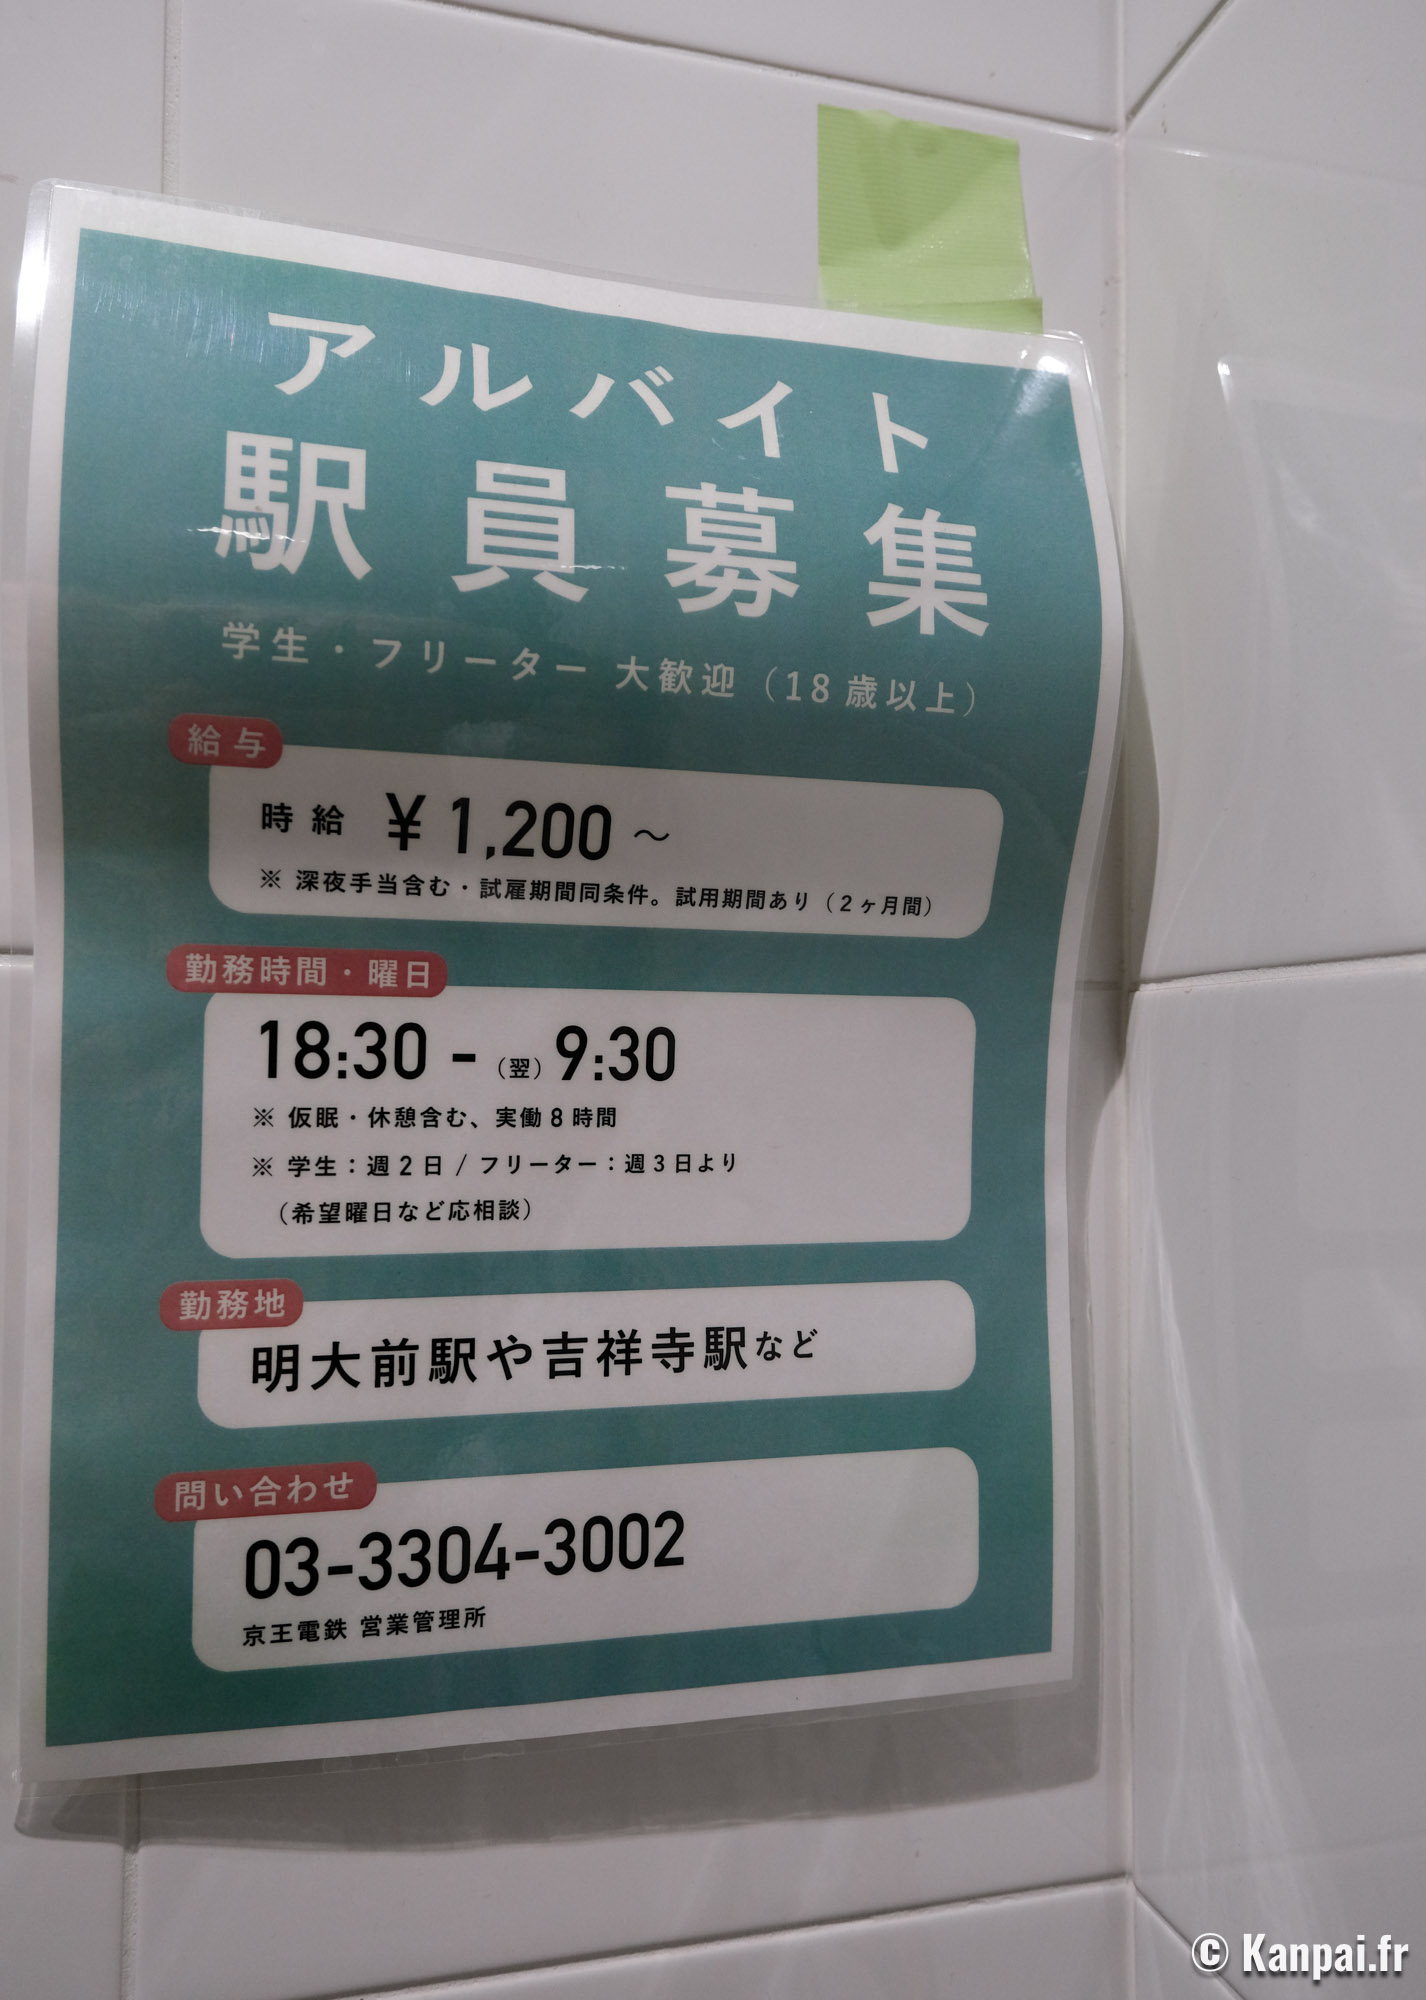 アルバイト
駅員募集
学生・フリーター 大歓迎（18歳以上）
給与
時給 ¥1,200～
※ 深夜手当含む・試雇期間同条件。試用期間あり（2ヶ月間）
勤務時間・曜日
18:30 - （翌）9:30
※ 仮眠・休憩含む、実働8時間
※ 学生：週2日 / フリーター：週3日より
（希望曜日など応相談）
勤務地
明大前駅や吉祥寺駅など
問い合わせ
03-3304-3002
京王電鉄 営業管理所
© Kanpai.fr